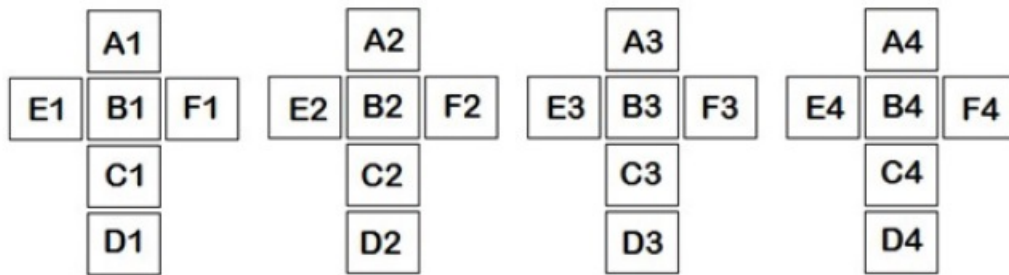 A1 A2 A3 A4
E1 B1 F1 E2 B2 F2 E3 B3 F3 E4 B4 F4
C1 C2 C3 C4
D1 D2 D3 D4